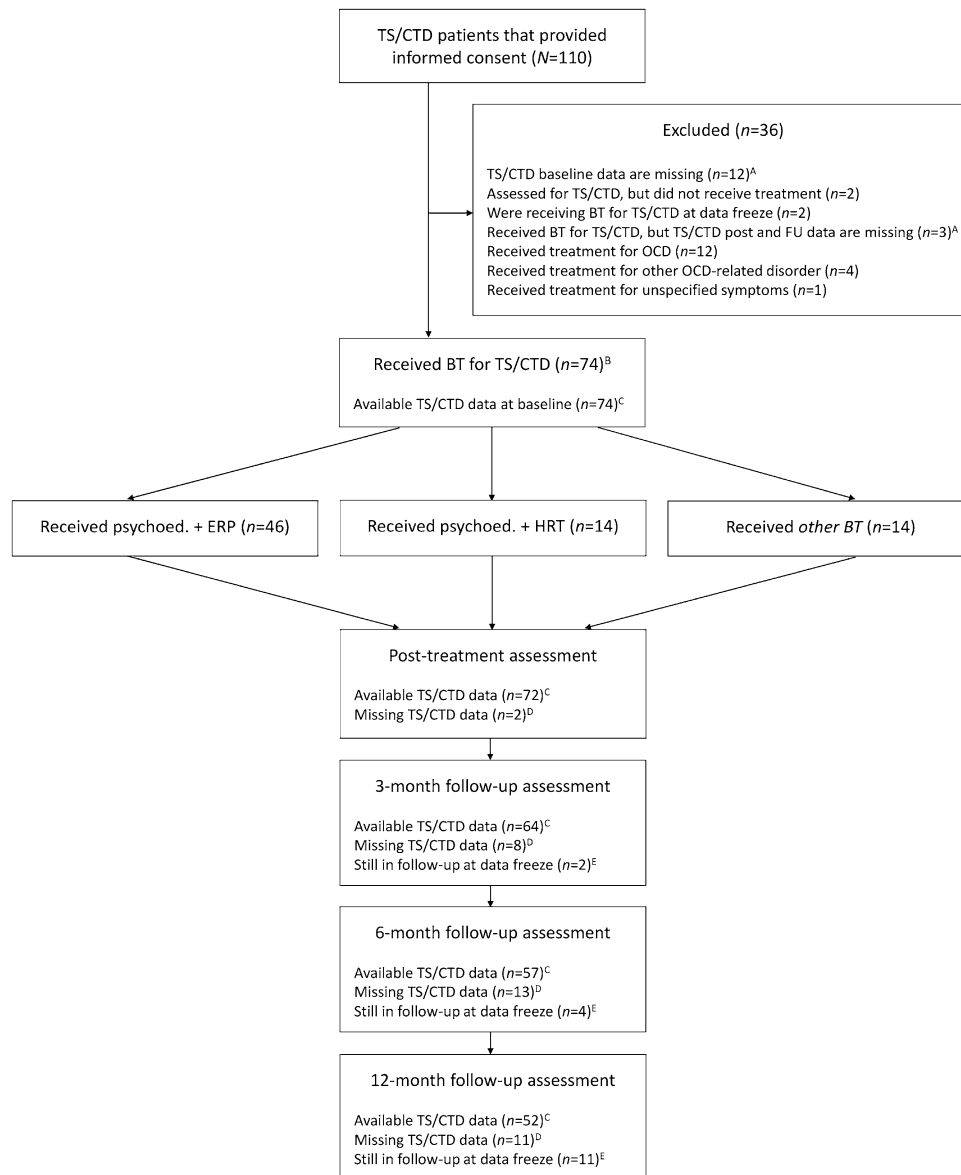 TS/CTD patients that provided
informed consent (N=110)
Excluded (n=36)
TS/CTD baseline data are missing (n=12)ᴬ
Assessed for TS/CTD, but did not receive treatment (n=2)
Were receiving BT for TS/CTD at data freeze (n=2)
Received BT for TS/CTD, but TS/CTD post and FU data are missing (n=3)ᴬ
Received treatment for OCD (n=12)
Received treatment for other OCD-related disorder (n=4)
Received treatment for unspecified symptoms (n=1)
Received BT for TS/CTD (n=74)ᴮ
Available TS/CTD data at baseline (n=74)ᶜ
Received psychoed. + ERP (n=46)
Received psychoed. + HRT (n=14)
Received other BT (n=14)
Post-treatment assessment
Available TS/CTD data (n=72)ᶜ
Missing TS/CTD data (n=2)ᴰ
3-month follow-up assessment
Available TS/CTD data (n=64)ᶜ
Missing TS/CTD data (n=8)ᴰ
Still in follow-up at data freeze (n=2)ᴱ
6-month follow-up assessment
Available TS/CTD data (n=57)ᶜ
Missing TS/CTD data (n=13)ᴰ
Still in follow-up at data freeze (n=4)ᴱ
12-month follow-up assessment
Available TS/CTD data (n=52)ᶜ
Missing TS/CTD data (n=11)ᴰ
Still in follow-up at data freeze (n=11)ᴱ